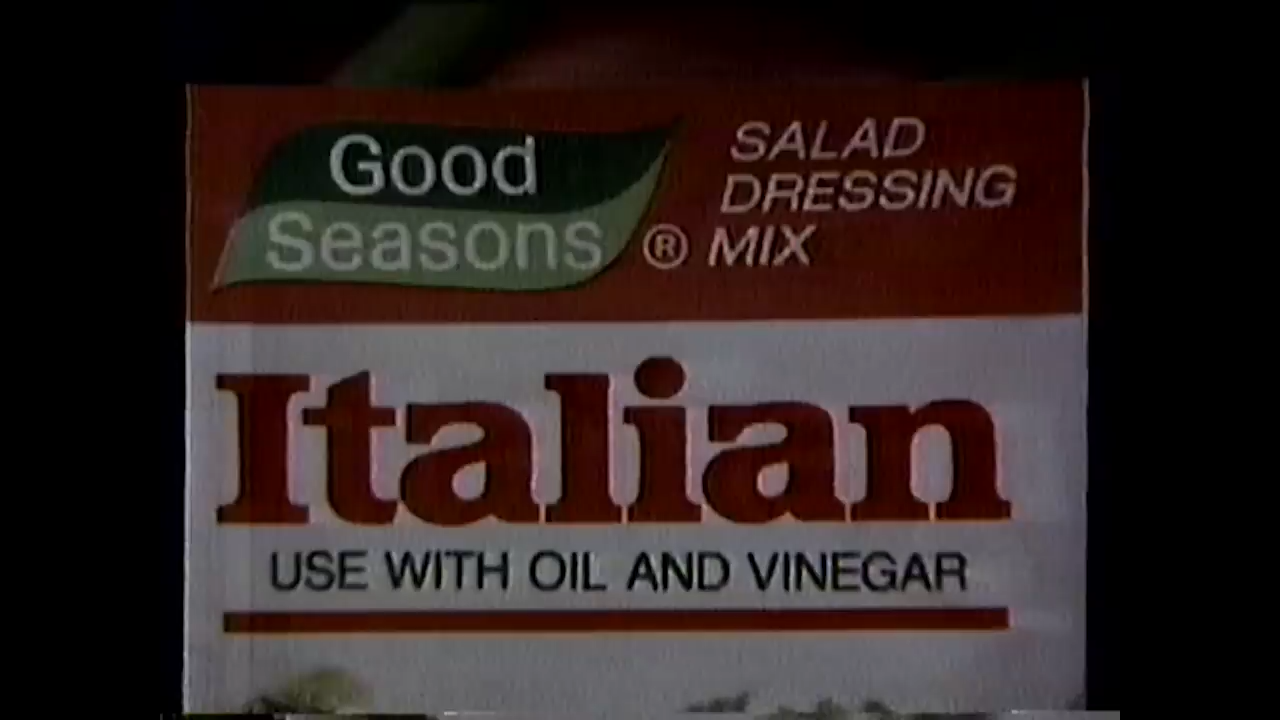 Good
Seasons ®
SALAD
DRESSING
MIX
Italian
USE WITH OIL AND VINEGAR